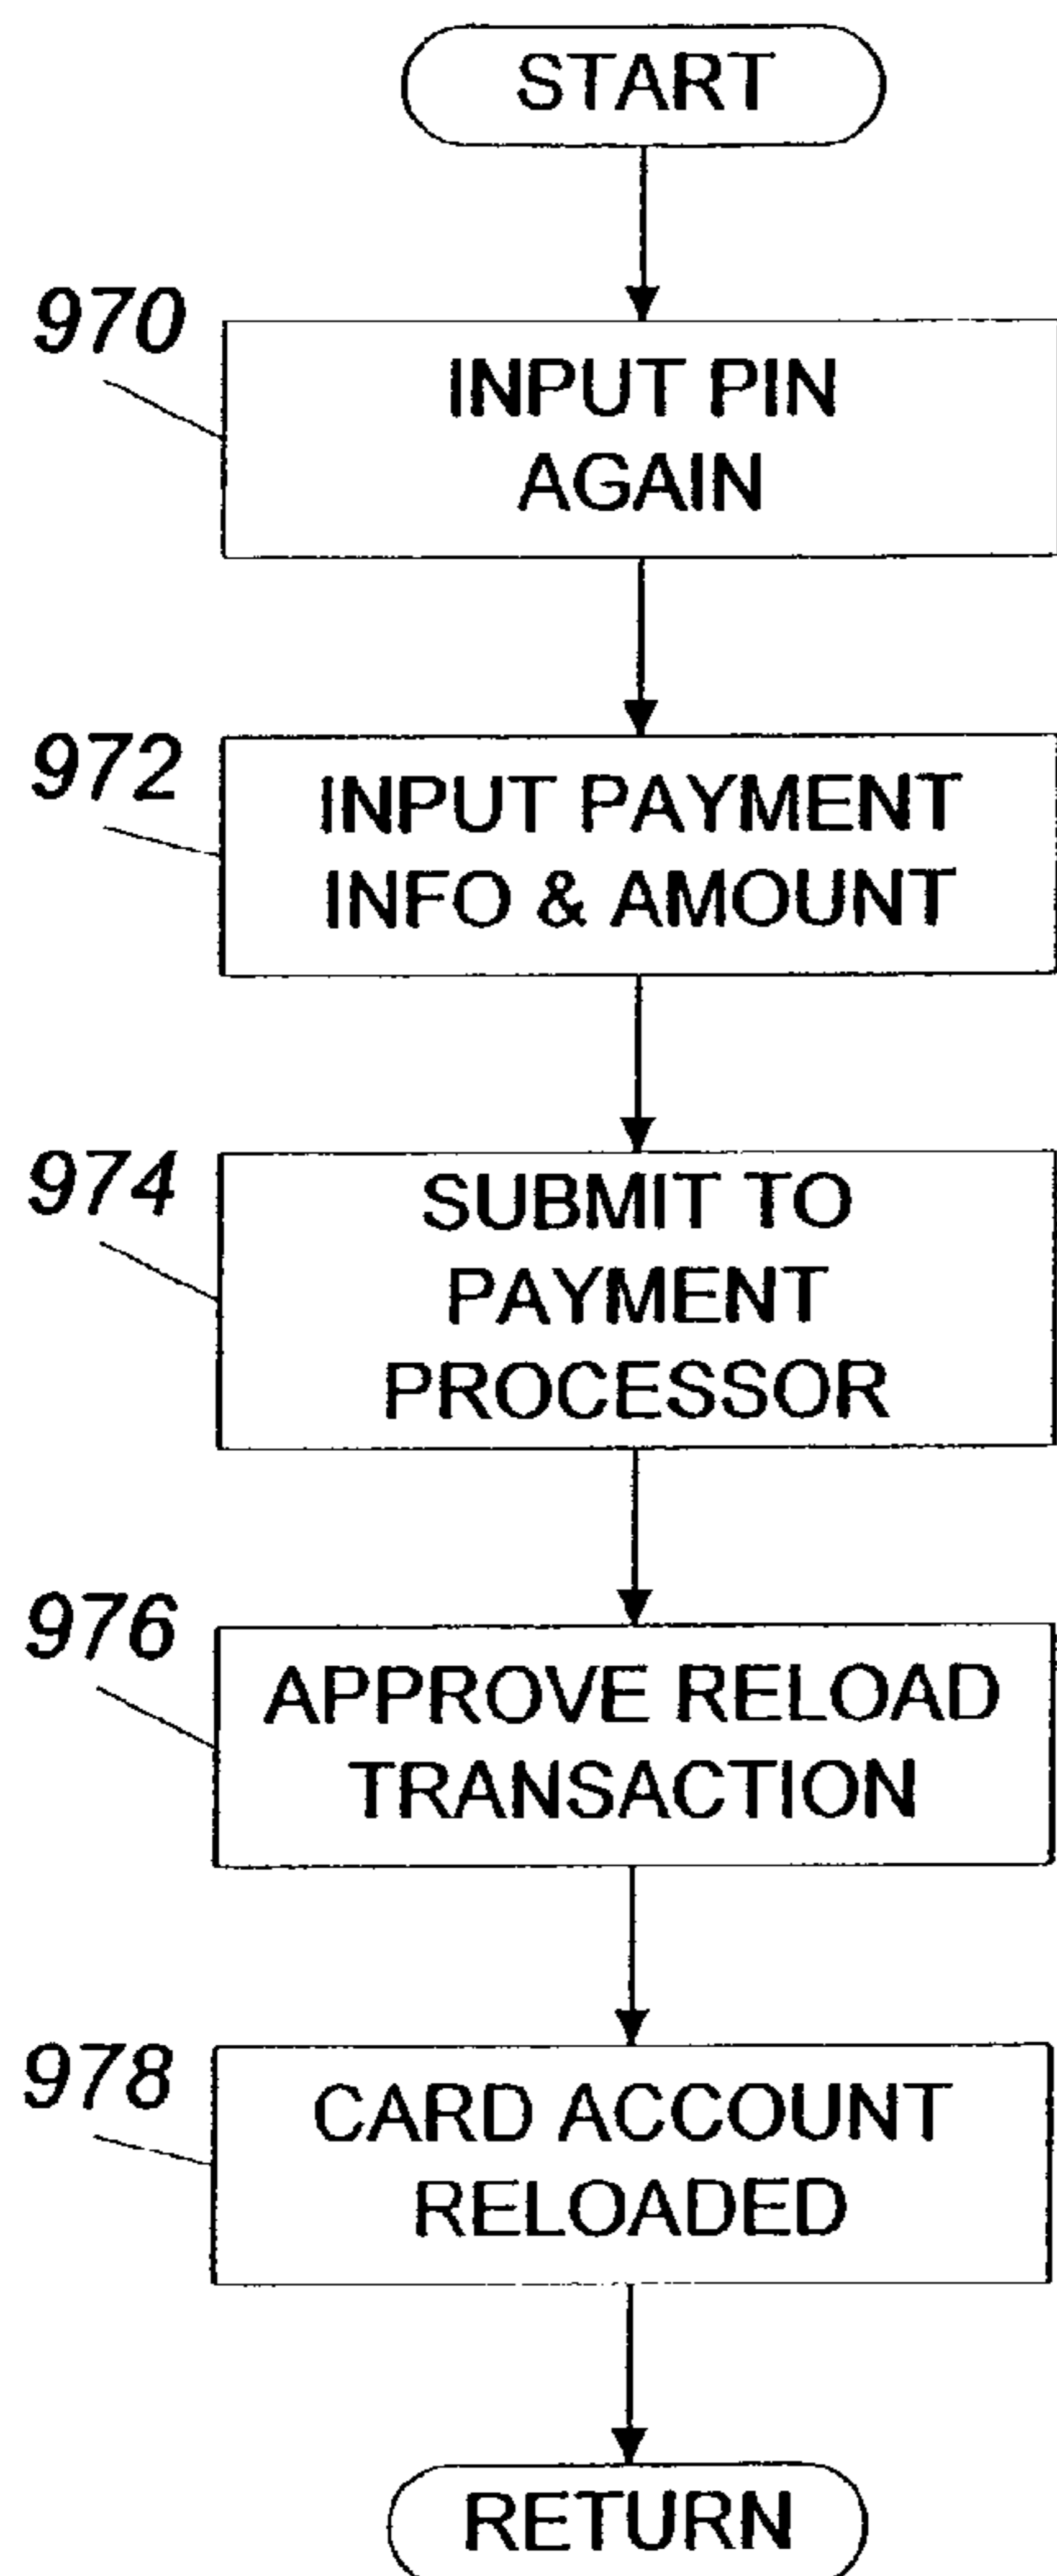 START
970
INPUT PIN
AGAIN
972
INPUT PAYMENT
INFO & AMOUNT
974
SUBMIT TO
PAYMENT
PROCESSOR
976
APPROVE RELOAD
TRANSACTION
978
CARD ACCOUNT
RELOADED
RETURN